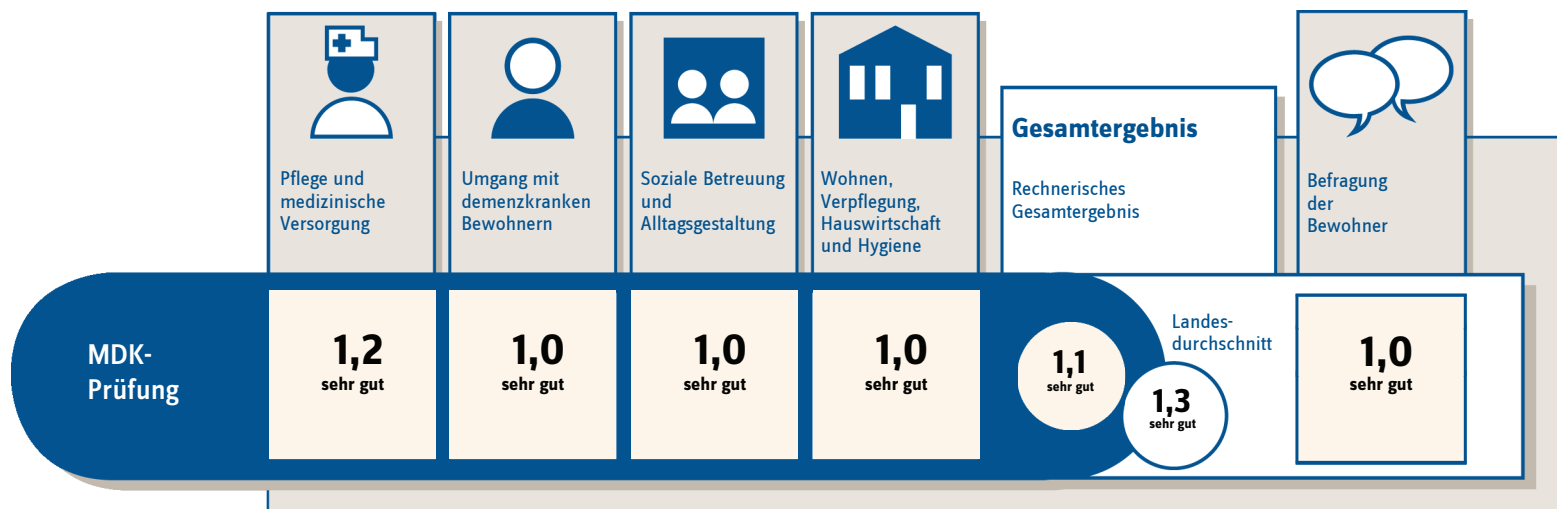 Pflege und
medizinische
Versorgung
Umgang mit
demenzkranken
Bewohnern
Soziale Betreuung
und
Alltagsgestaltung
Wohnen,
Verpflegung,
Hauswirtschaft
und Hygiene
Gesamtergebnis
Rechnerisches
Gesamtergebnis
Befragung
der
Bewohner
MDK-
Prüfung
1,2
sehr gut
1,0
sehr gut
1,0
sehr gut
1,0
sehr gut
1,1
sehr gut
Landes-
durchschnitt
1,3
sehr gut
1,0
sehr gut